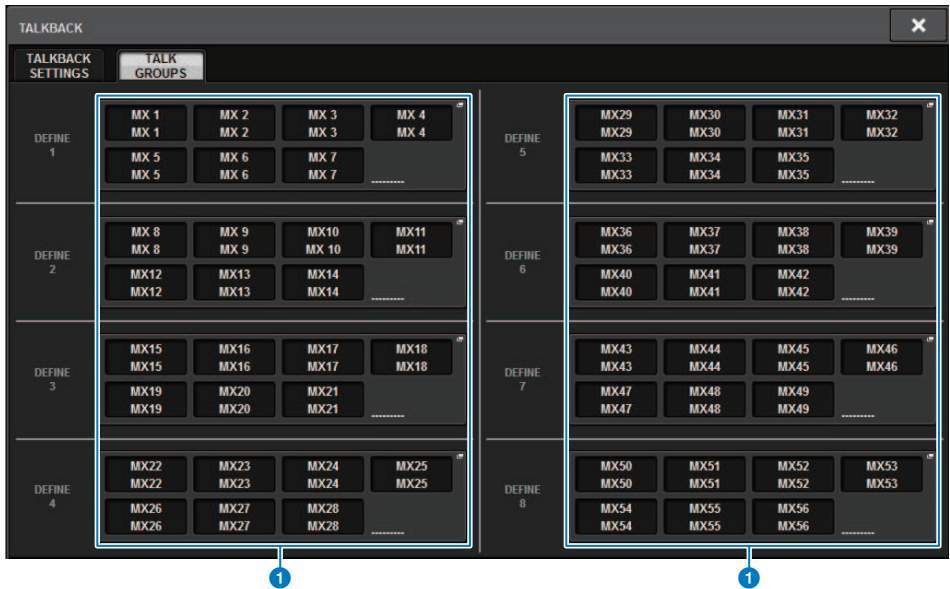 TALKBACK
TALKBACK SETTINGS
TALK GROUPS
DEFINE 1
MX 1 MX 2 MX 3 MX 4
MX 1 MX 2 MX 3 MX 4
MX 5 MX 6 MX 7
MX 5 MX 6 MX 7
DEFINE 2
MX 8 MX 9 MX10 MX11
MX 8 MX 9 MX 10 MX11
MX12 MX13 MX14
MX12 MX13 MX14
DEFINE 3
MX15 MX16 MX17 MX18
MX15 MX16 MX17 MX18
MX19 MX20 MX21
MX19 MX20 MX21
DEFINE 4
MX22 MX23 MX24 MX25
MX22 MX23 MX24 MX25
MX26 MX27 MX28
MX26 MX27 MX28
DEFINE 5
MX29 MX30 MX31 MX32
MX29 MX30 MX31 MX32
MX33 MX34 MX35
MX33 MX34 MX35
DEFINE 6
MX36 MX37 MX38 MX39
MX36 MX37 MX38 MX39
MX40 MX41 MX42
MX40 MX41 MX42
DEFINE 7
MX43 MX44 MX45 MX46
MX43 MX44 MX45 MX46
MX47 MX48 MX49
MX47 MX48 MX49
DEFINE 8
MX50 MX51 MX52 MX53
MX50 MX51 MX52 MX53
MX54 MX55 MX56
MX54 MX55 MX56
1 1